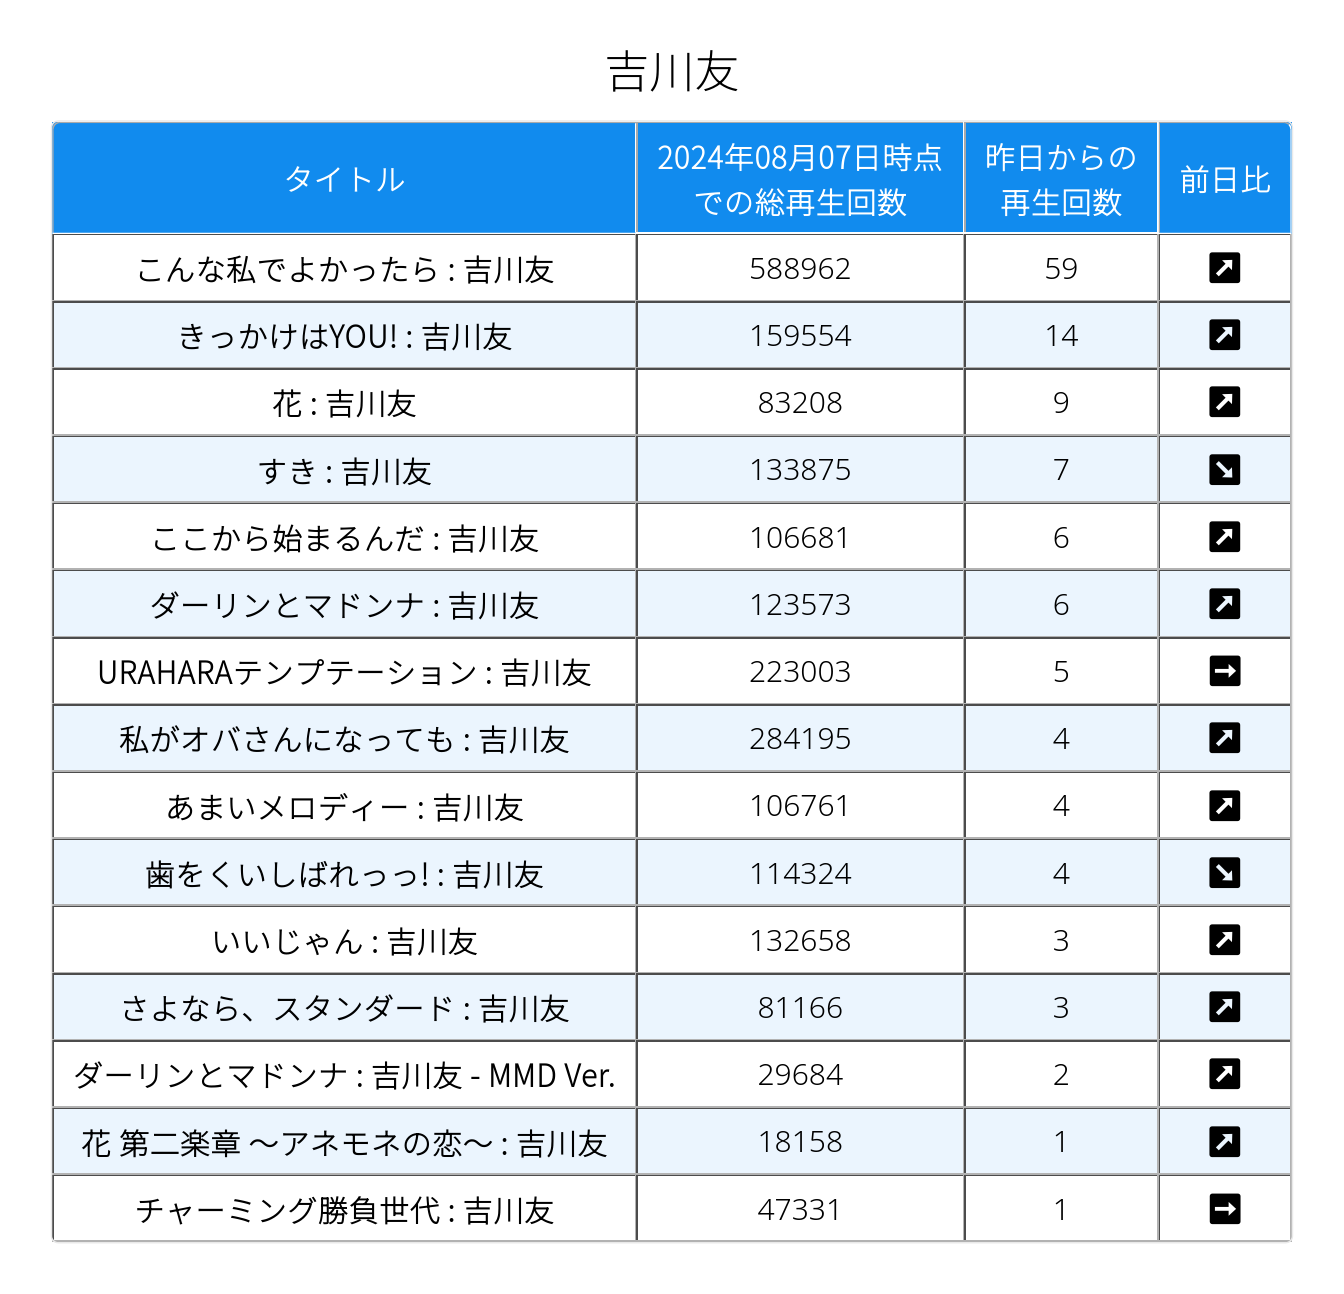 吉川友
タイトル
2024年08月07日時点
での総再生回数
昨日からの
再生回数
前日比
こんな私でよかったら : 吉川友 588962 59
きっかけはYOU! : 吉川友 159554 14
花 : 吉川友 83208 9
すき : 吉川友 133875 7
ここから始まるんだ : 吉川友 106681 6
ダーリンとマドンナ : 吉川友 123573 6
URAHARAテンプテーション : 吉川友 223003 5
私がオバさんになっても : 吉川友 284195 4
あまいメロディー : 吉川友 106761 4
歯をくいしばれっっ! : 吉川友 114324 4
いいじゃん : 吉川友 132658 3
さよなら、スタンダード : 吉川友 81166 3
ダーリンとマドンナ : 吉川友 - MMD Ver. 29684 2
花 第二楽章 〜アネモネの恋〜 : 吉川友 18158 1
チャーミング勝負世代 : 吉川友 47331 1